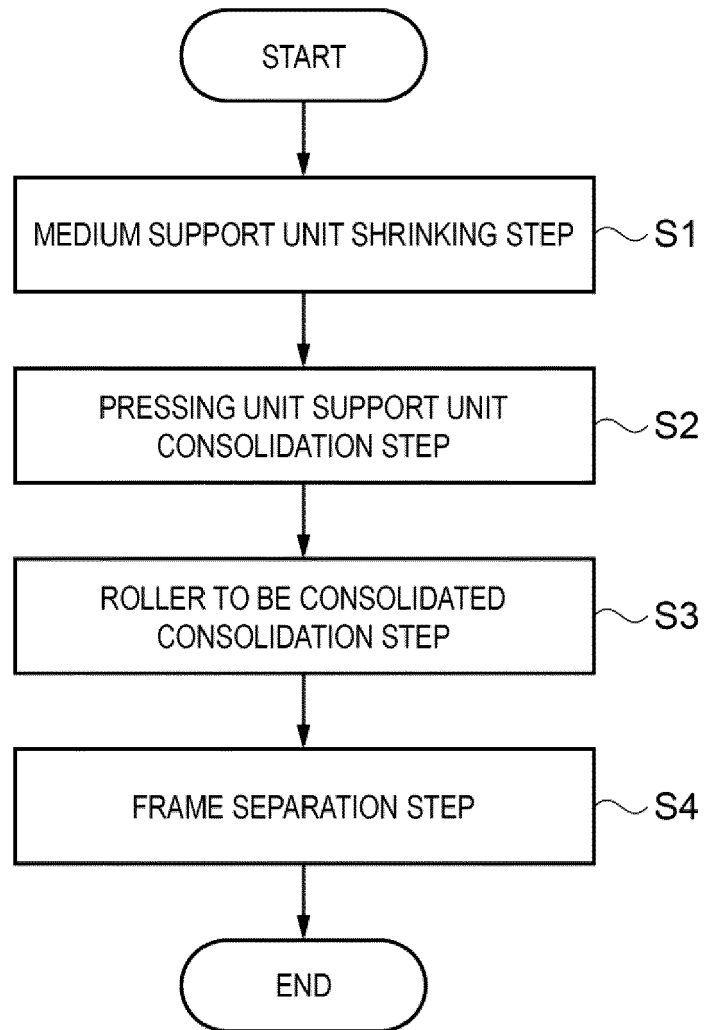 START
MEDIUM SUPPORT UNIT SHRINKING STEP
S1
PRESSING UNIT SUPPORT UNIT
CONSOLIDATION STEP
S2
ROLLER TO BE CONSOLIDATED
CONSOLIDATION STEP
S3
FRAME SEPARATION STEP
S4
END